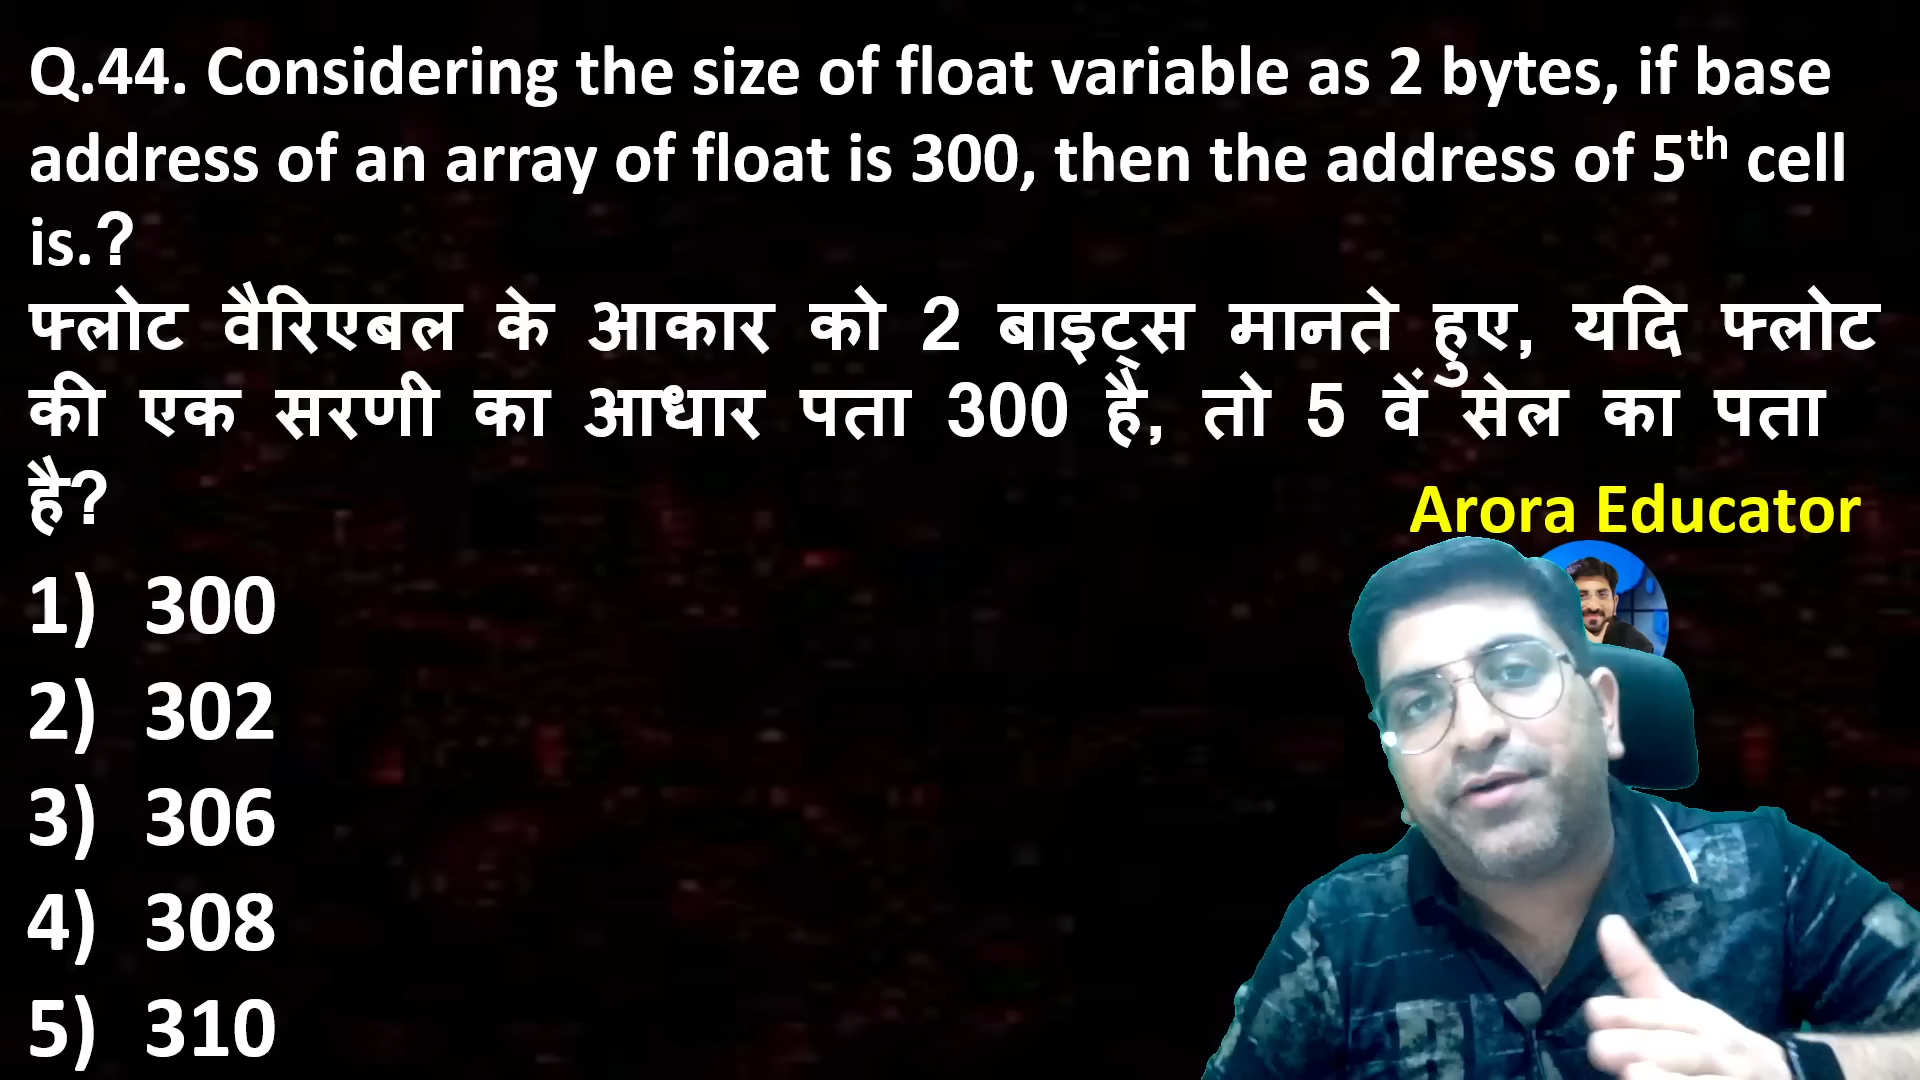 Q.44. Considering the size of float variable as 2 bytes, if base
address of an array of float is 300, then the address of 5th cell
is.?
फ्लोट वैरिएबल के आकार को 2 बाइट्स मानते हुए, यदि फ्लोट
की एक सरणी का आधार पता 300 है, तो 5 वें सेल का पता
है?
Arora Educator
1) 300
2) 302
3) 306
4) 308
5) 310